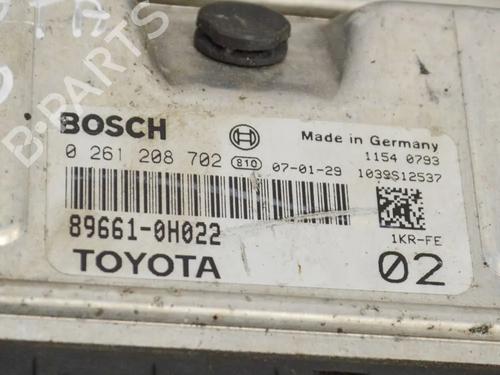 BOSCH
Made in Germany
0 261 208 702 810 07-01-29
1154 0793
1039S12537
89661-0H022
1KR-FE
TOYOTA
02
B-PARTS